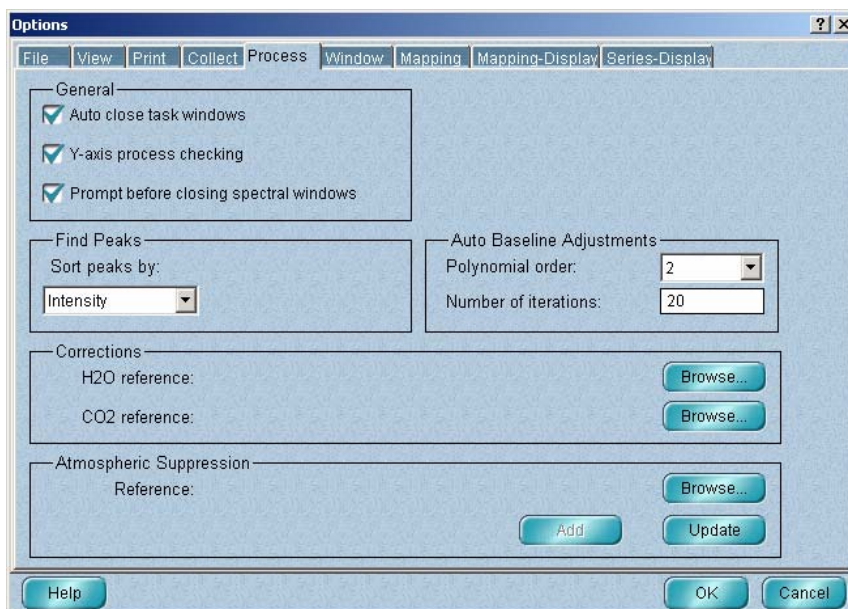 Options
File View Print Collect Process Window Mapping Mapping-Display Series-Display
General
Auto close task windows
Y-axis process checking
Prompt before closing spectral windows
Find Peaks
Sort peaks by:
Intensity
Auto Baseline Adjustments
Polynomial order: 2
Number of iterations: 20
Corrections
H2O reference: Browse...
CO2 reference: Browse...
Atmospheric Suppression
Reference: Browse...
Add Update
Help OK Cancel